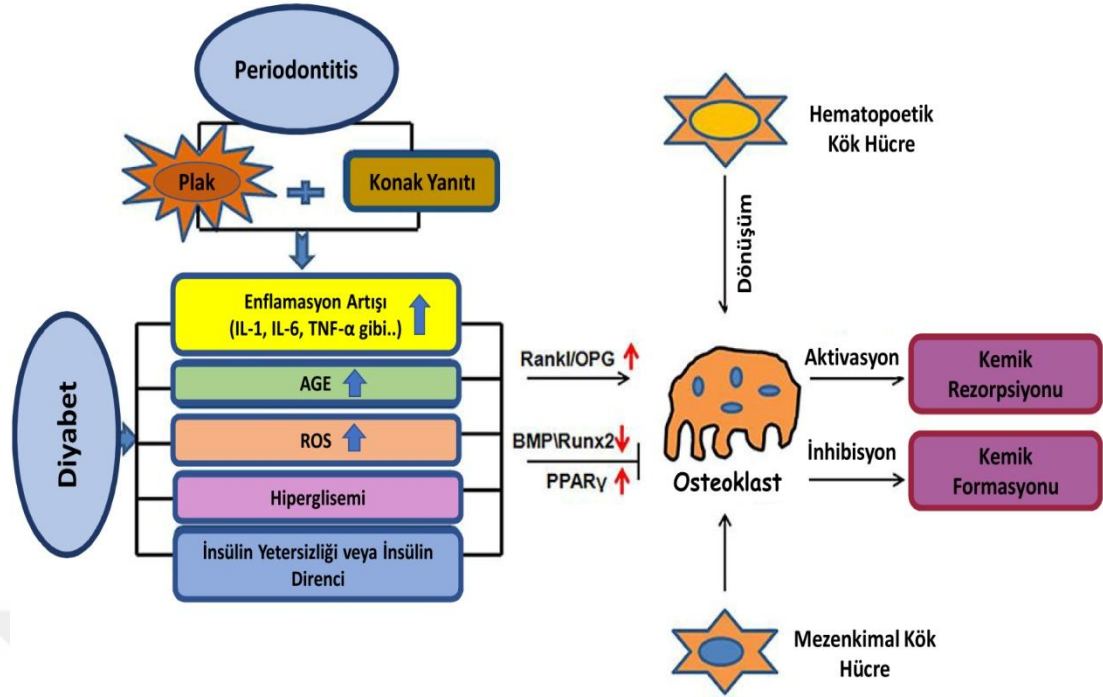 Periodontitis
Plak
Konak Yanıtı
Diyabet
Enflamasyon Artışı
(IL-1, IL-6, TNF-α gibi..)
AGE
ROS
Hiperglisemi
İnsülin Yetersizliği veya İnsülin
Direnci
Rankl/OPG
BMP\Runx2
PPARγ
Hematopoetik
Kök Hücre
Dönüşüm
Osteoklast
Aktivasyon
Kemik
Rezorpsiyonu
İnhibisyon
Kemik
Formasyonu
Mezenkimal Kök
Hücre